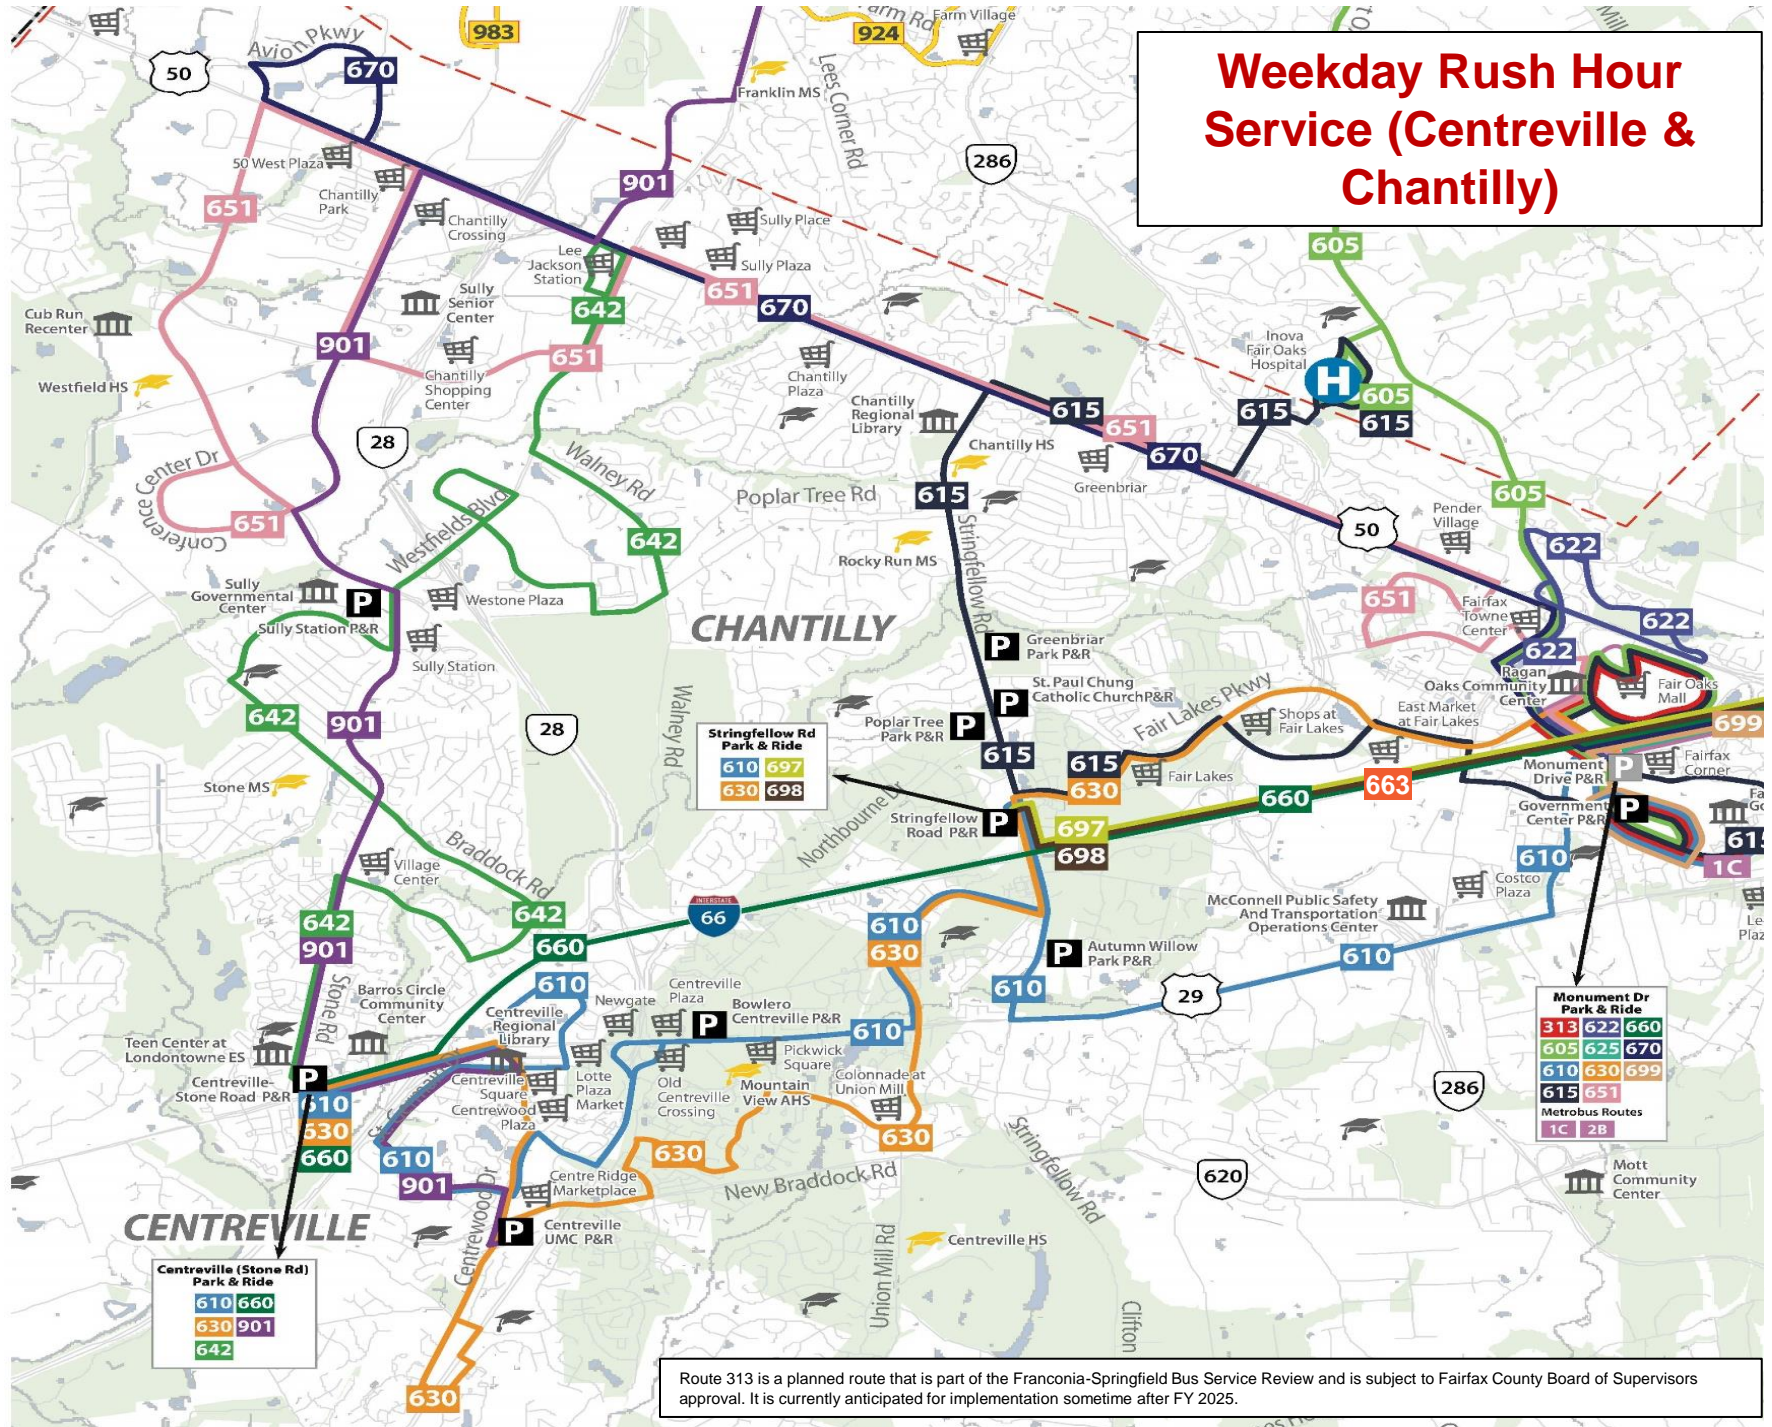 Weekday Rush Hour
Service (Centreville &
Chantilly)
983
924
Farm Rd
Farm Village
Avion Pkwy
50
670
Franklin MS
Lees Corner Rd
286
50 West Plaza
Chantilly
Park
651
901
Chantilly
Crossing
Sully Place
Lee
Jackson
Station
Sully Plaza
605
651
670
642
Sully
Senior
Center
Cub Run
Recenter
901
651
Chantilly
Shopping
Center
Westfield HS
Chantilly
Plaza
Inova
Fair Oaks
Hospital
H
605
615
615
615
651
670
Chantilly
Regional
Library
Chantilly HS
Greenbriar
28
Walney Rd
Conference Center Dr
651
Westfields Blvd
Poplar Tree Rd
615
605
Pender
Village
50
622
642
Rocky Run MS
Stringfellow Rd
Sully
Governmental
Center
P
Sully Station P&R
Westone Plaza
Sully Station
CHANTILLY
P
Greenbriar
Park P&R
651
Fairfax
Towne
Center
622
622
Ragan
Oaks Community
Center
Fair Oaks
Mall
P
St. Paul Chung
Catholic ChurchP&R
Poplar Tree
Park P&R
P
Fair Lakes Pkwy
Shops at
Fair Lakes
East Market
at Fair Lakes
699
642
901
28
Walney Rd
Stringfellow Rd
Park & Ride
610 697
630 698
615
615
630
Fair Lakes
663
660
Monument
Drive P&R
P
Fairfax
Corner
Stone MS
Northbourne Dr
Stringfellow
Road P&R
P
697
698
Government
Center P&R
P
615
1C
610
Braddock Rd
Village
Center
642
901
642
660
INTERSTATE
66
610
630
Costco
Plaza
McConnell Public Safety
And Transportation
Operations Center
P
Autumn Willow
Park P&R
610
610
29
Stone Rd
Barros Circle
Community
Center
610
Newgate
Centreville
Plaza
P
Bowlero
Centreville P&R
Centreville
Regional
Library
610
Teen Center at
Londontowne ES
Centreville-
Stone Road P&R
P
Centreville
Square
Centrewood
Plaza
Lotte
Plaza
Market
Old
Centreville
Crossing
Pickwick
Square
Mountain
View AHS
Colonnade at
Union Mill
630
610
630
660
610
901
630
Centre Ridge
Marketplace
New Braddock Rd
Stringfellow Rd
286
620
Monument Dr
Park & Ride
313 622 660
605 625 670
610 630 699
615 651
Metrobus Routes
1C 2B
Mott
Community
Center
CENTREVILLE
Centrewood Dr
P
Centreville
UMC P&R
Union Mill Rd
Centreville HS
Clifton
Centreville (Stone Rd)
Park & Ride
610 660
630 901
642
630
Route 313 is a planned route that is part of the Franconia-Springfield Bus Service Review and is subject to Fairfax County Board of Supervisors
approval. It is currently anticipated for implementation sometime after FY 2025.